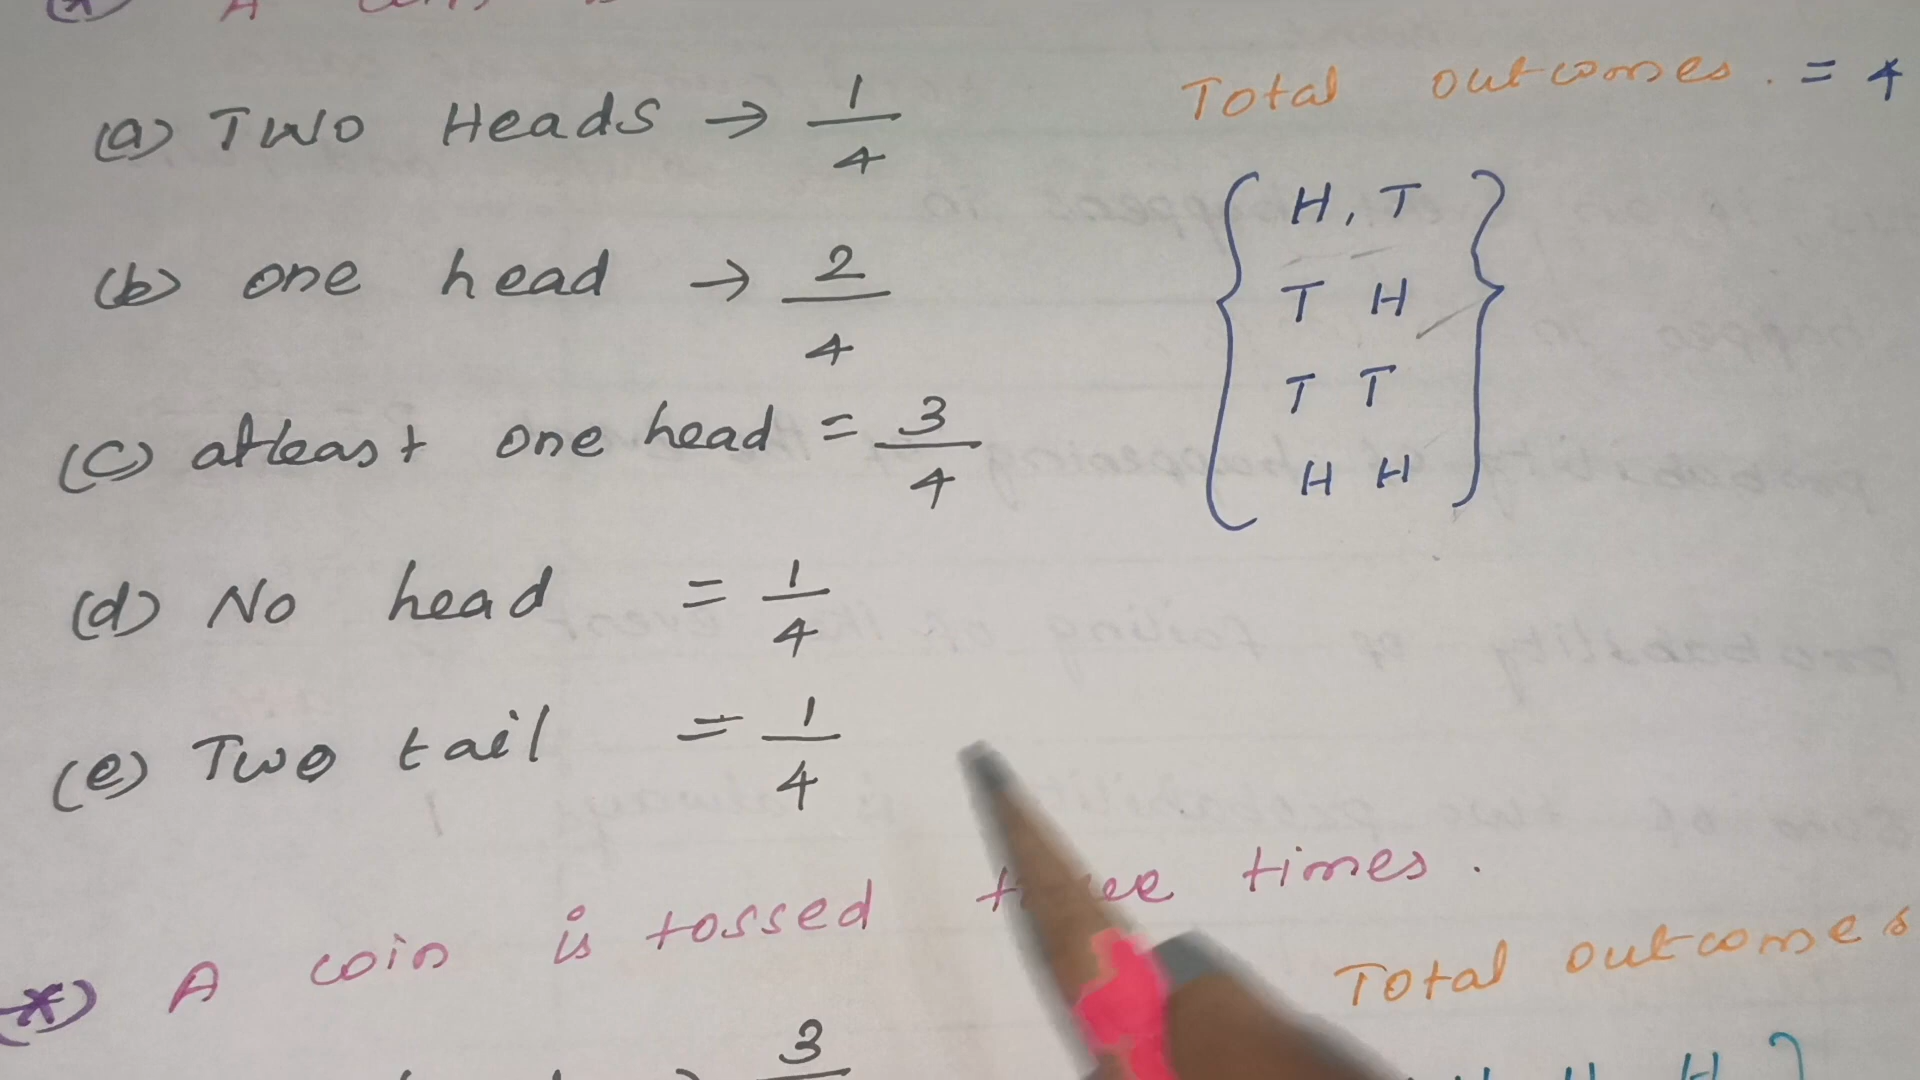 (a) Two Heads → 1/4
Total outcomes. = 4
(b) one head → 2/4
{ H, T
T H
T T
H H }
(c) atleast one head = 3/4
(d) No head = 1/4
(e) Two tail = 1/4
(*) A coin is tossed three times.
Total outcomes
3
H